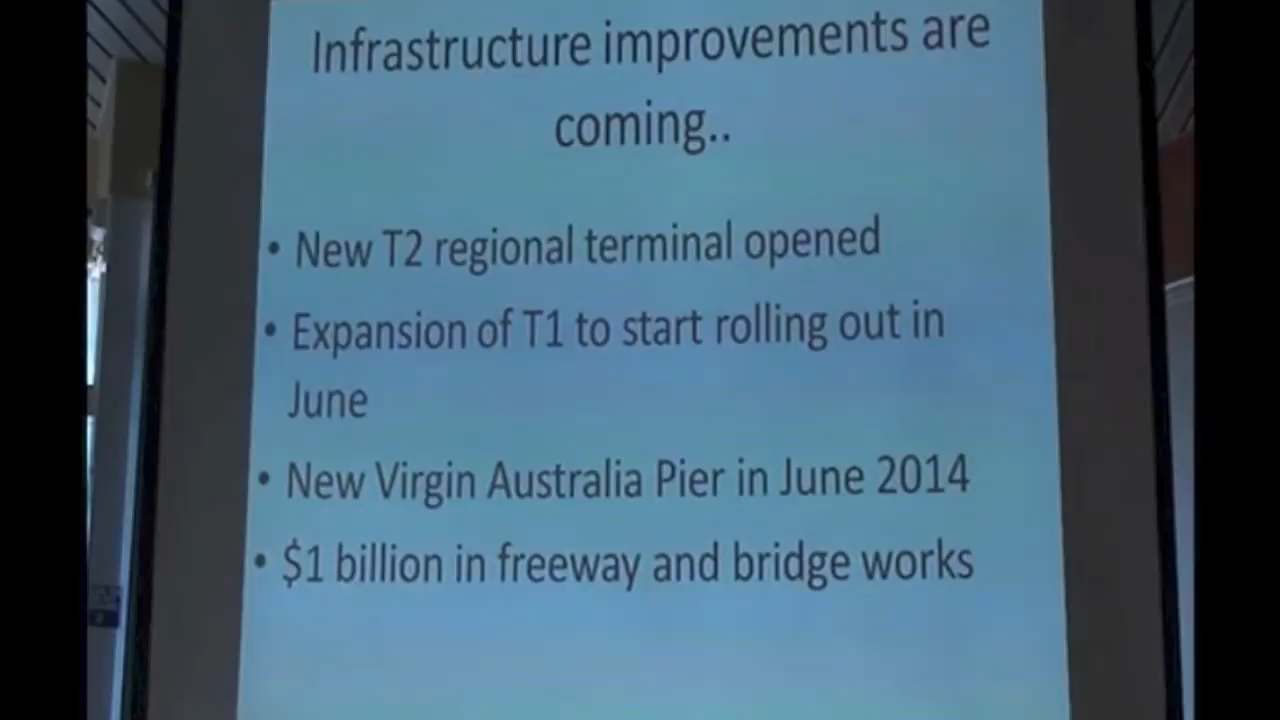 Infrastructure improvements are
coming..
• New T2 regional terminal opened
• Expansion of T1 to start rolling out in
June
• New Virgin Australia Pier in June 2014
• $1 billion in freeway and bridge works